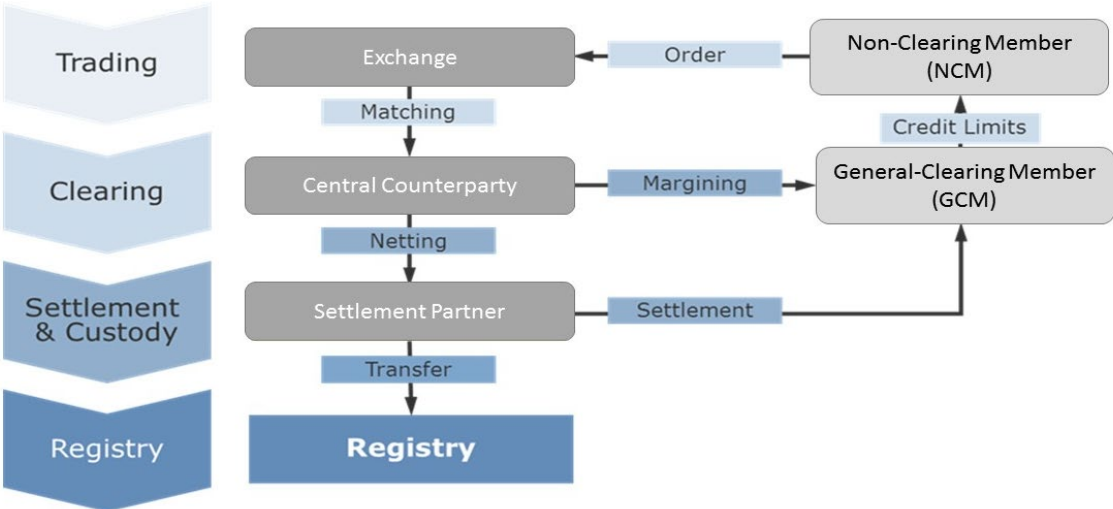 Trading
Exchange
Order
Non-Clearing Member
(NCM)
Matching
Credit Limits
Clearing
Central Counterparty
Margining
General-Clearing Member
(GCM)
Netting
Settlement
& Custody
Settlement Partner
Settlement
Transfer
Registry
Registry